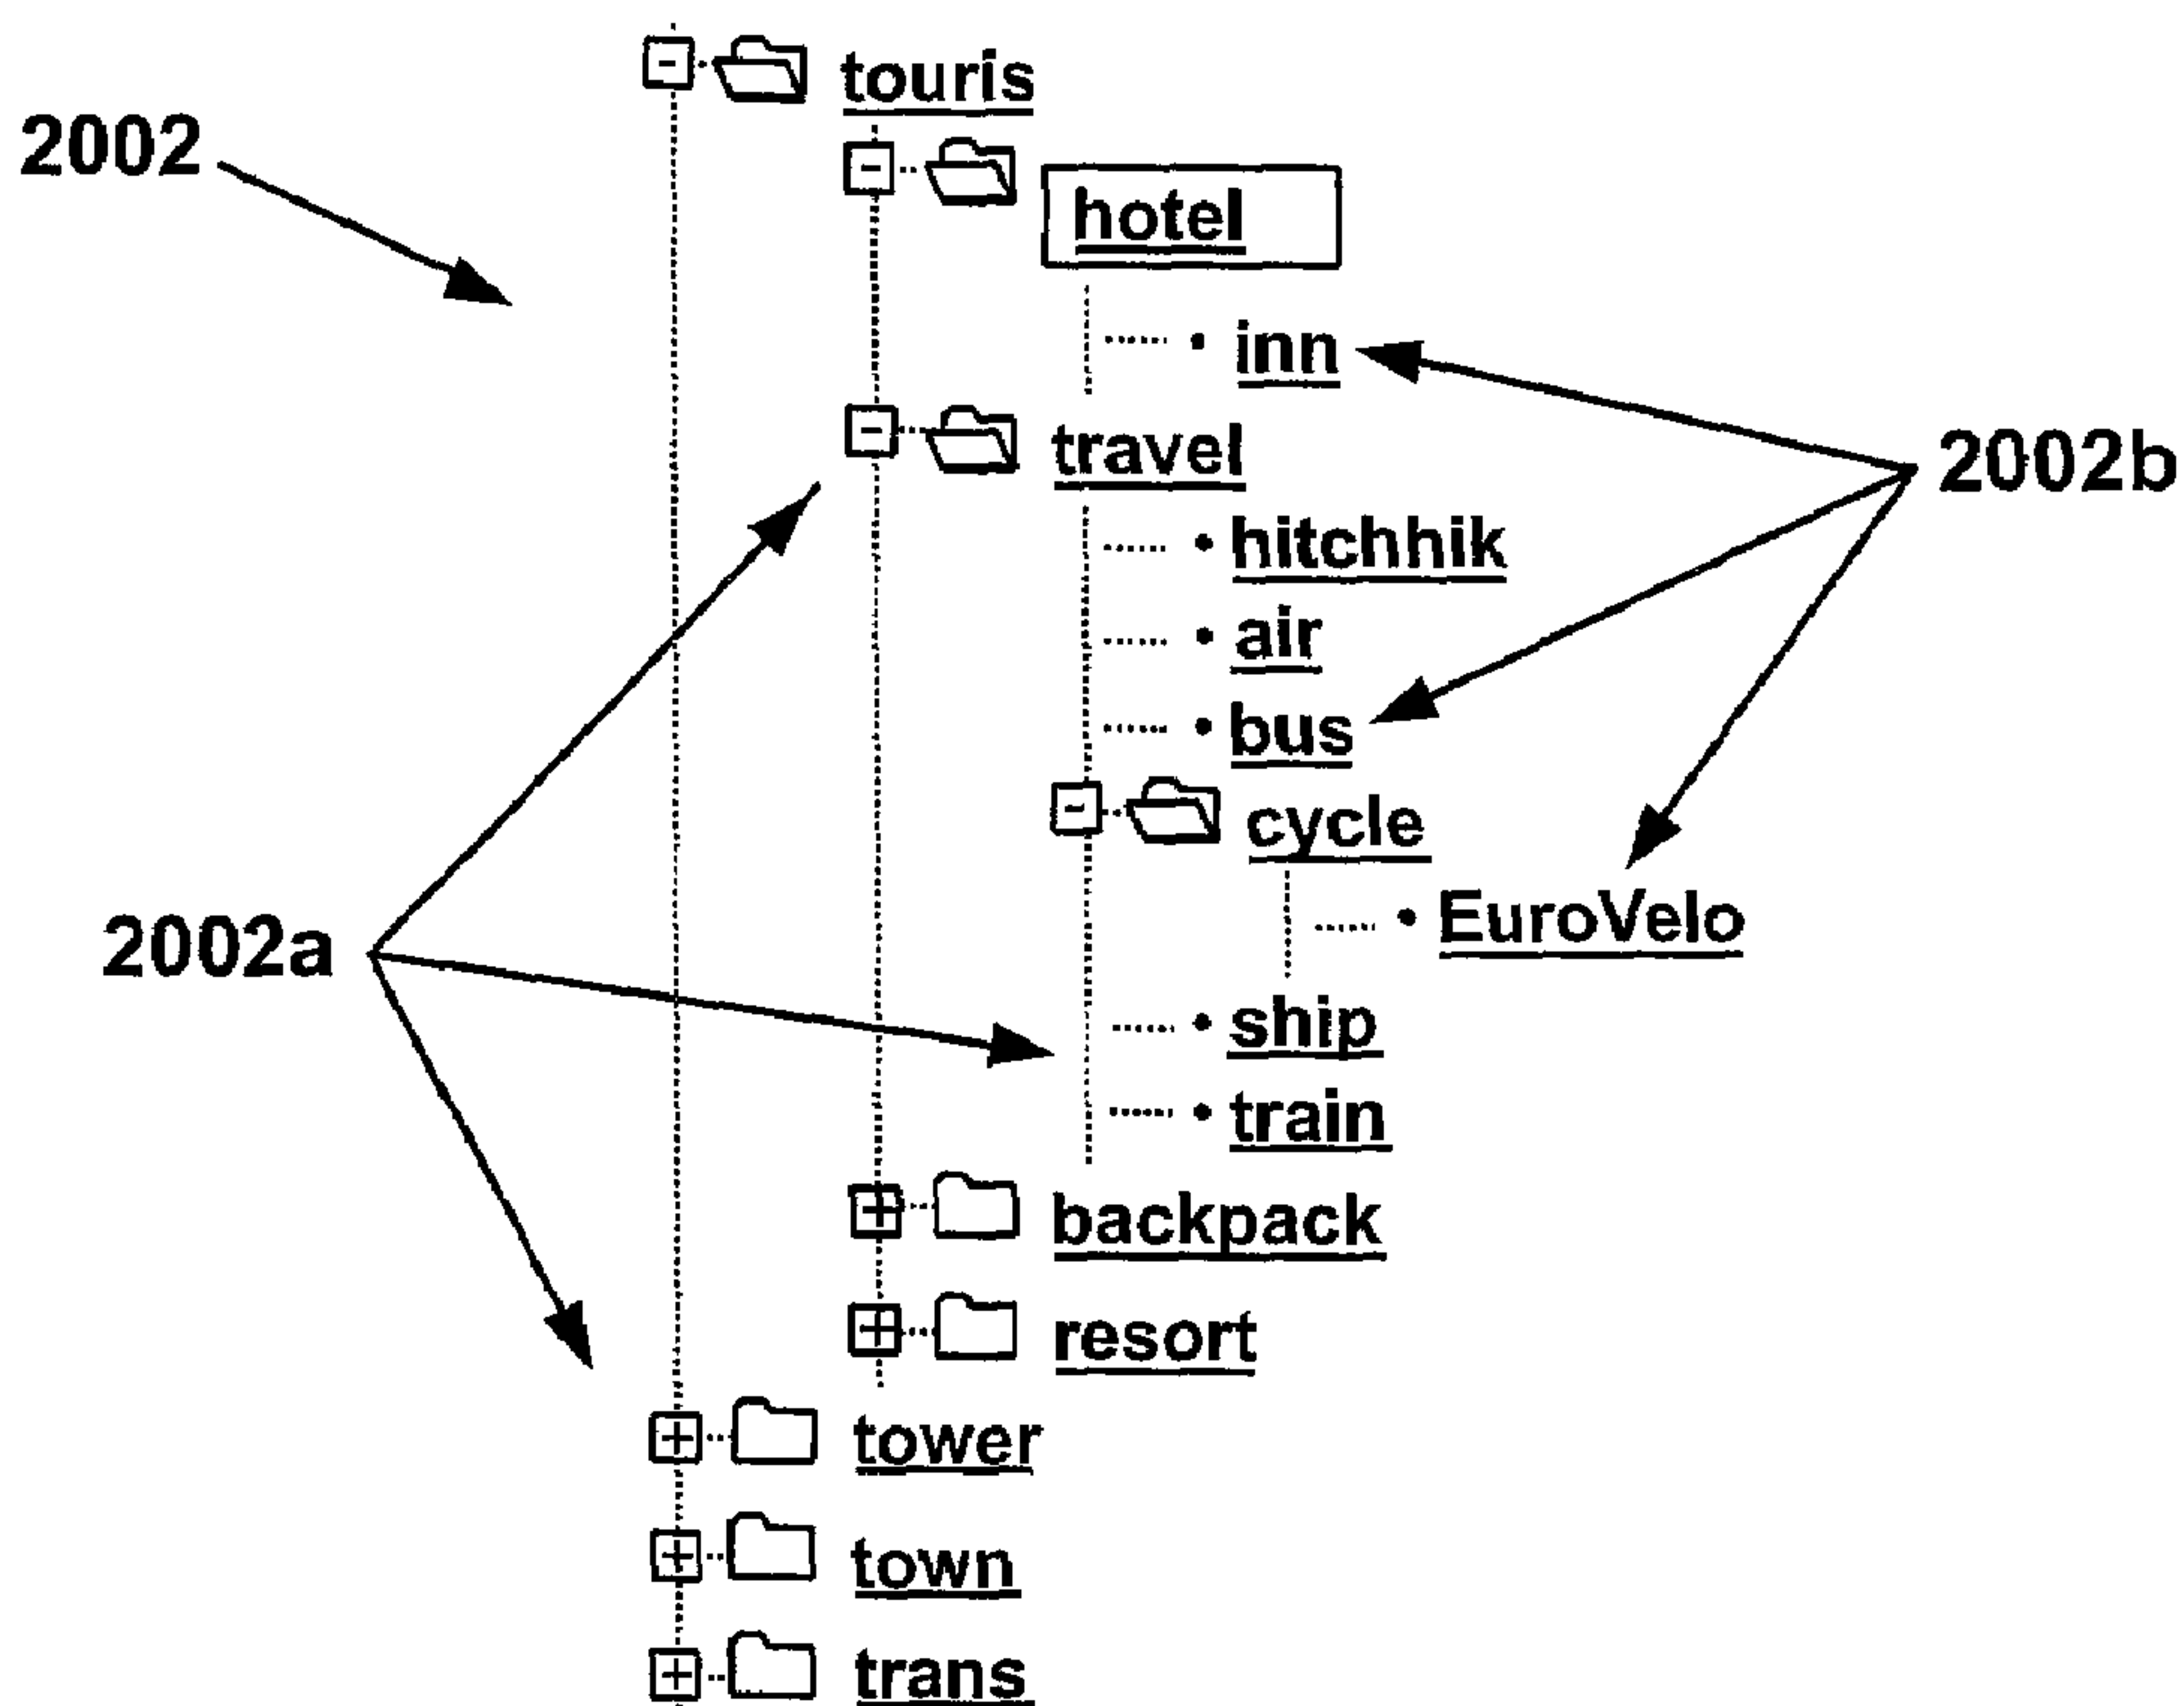 touris
2002
hotel
inn
travel
2002b
hitchhik
air
bus
cycle
EuroVelo
2002a
ship
train
backpack
resort
tower
town
trans